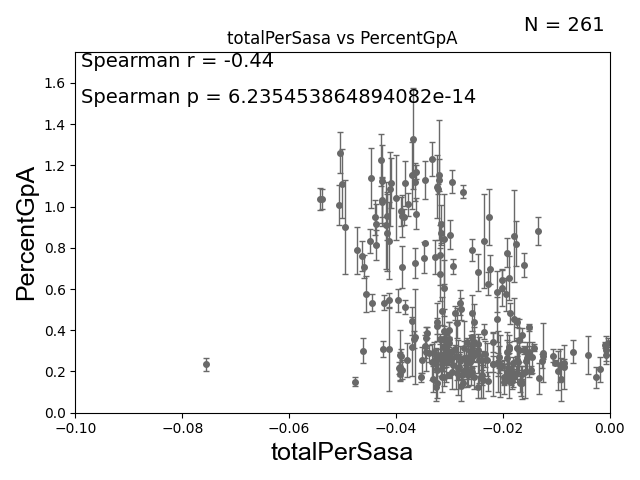 N = 261
totalPerSasa vs PercentGpA
Spearman r = -0.44
Spearman p = 6.235453864894082e-14
PercentGpA
1.6
1.4
1.2
1.0
0.8
0.6
0.4
0.2
0.0
−0.10 −0.08 −0.06 −0.04 −0.02 0.00
totalPerSasa